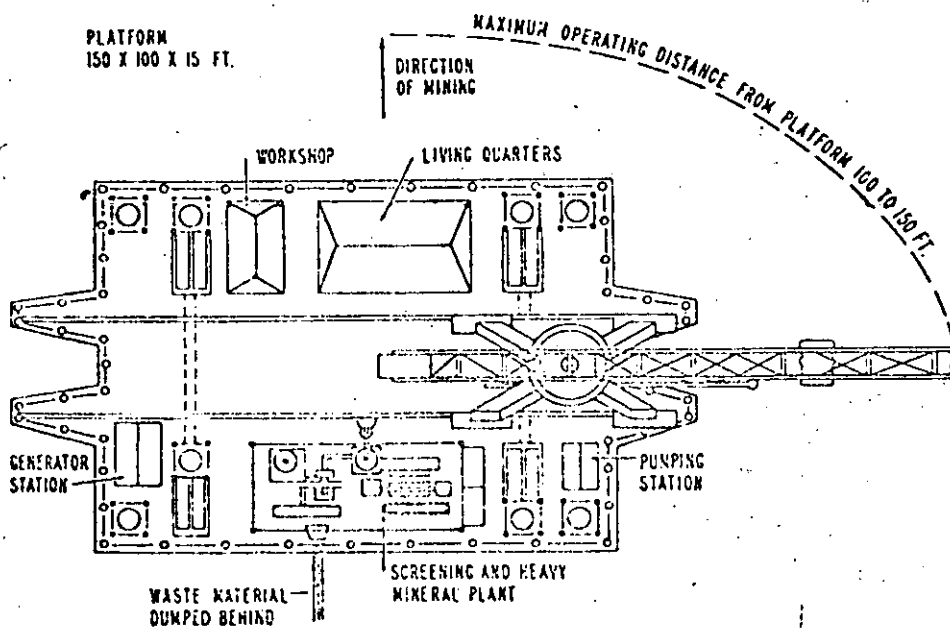 PLATFORM
150 X 100 X 15 FT.
DIRECTION
OF MINING
MAXIMUM OPERATING DISTANCE FROM PLATFORM 100 TO 150 FT.
WORKSHOP
LIVING QUARTERS
GENERATOR
STATION
PUMPING
STATION
SCREENING AND HEAVY
MINERAL PLANT
WASTE MATERIAL
DUMPED BEHIND